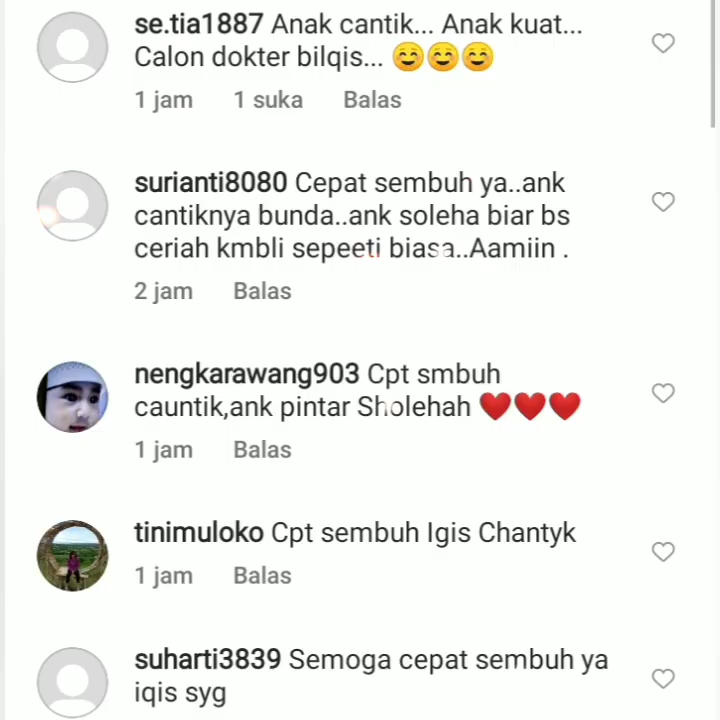 se.tia1887 Anak cantik... Anak kuat...
Calon dokter bilqis... ☺️☺️☺️
1 jam 1 suka Balas
surianti8080 Cepat sembuh ya..ank
cantiknya bunda..ank soleha biar bs
ceriah kmbli sepeeti biasa..Aamiin .
2 jam Balas
nengkarawang903 Cpt smbuh
cauntik,ank pintar Sholehah ❤️❤️❤️
1 jam Balas
tinimuloko Cpt sembuh Igis Chantyk
1 jam Balas
suharti3839 Semoga cepat sembuh ya
iqis syg